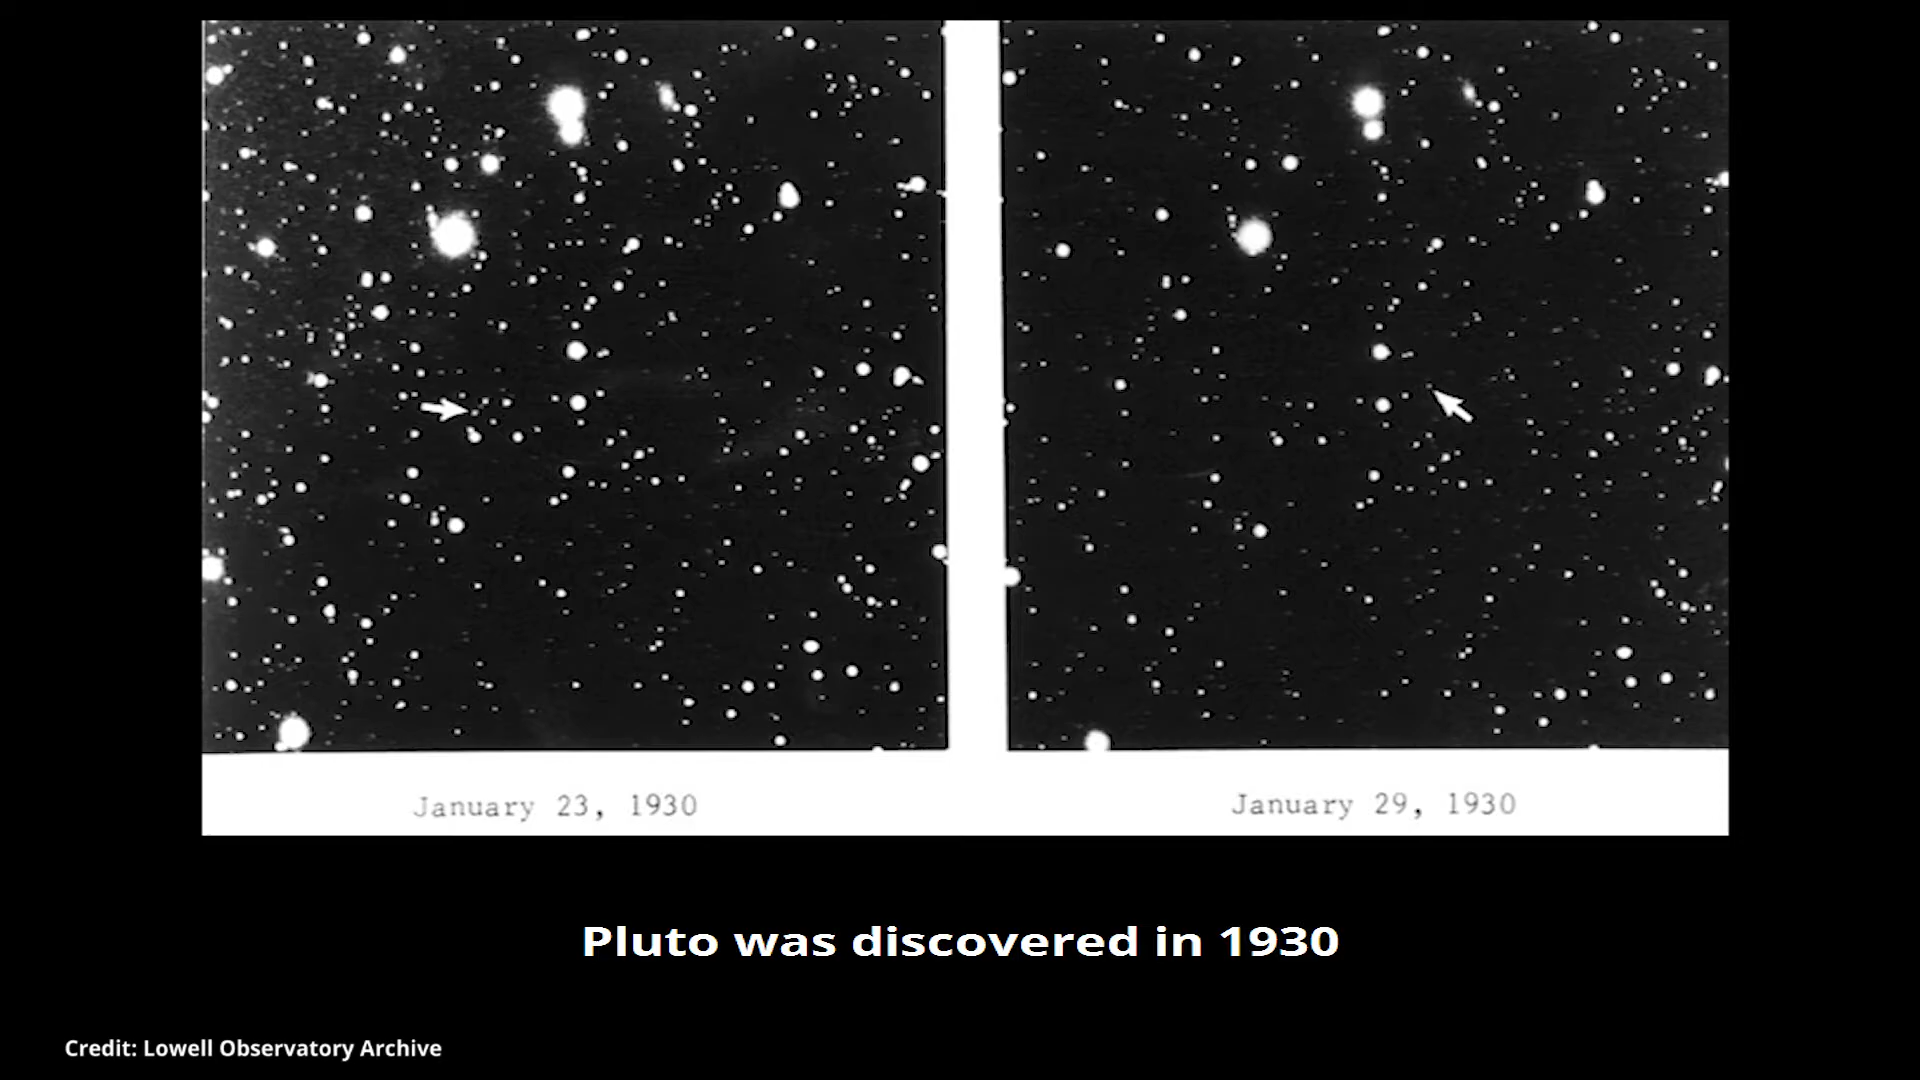 January 23, 1930
January 29, 1930
Pluto was discovered in 1930
Credit: Lowell Observatory Archive